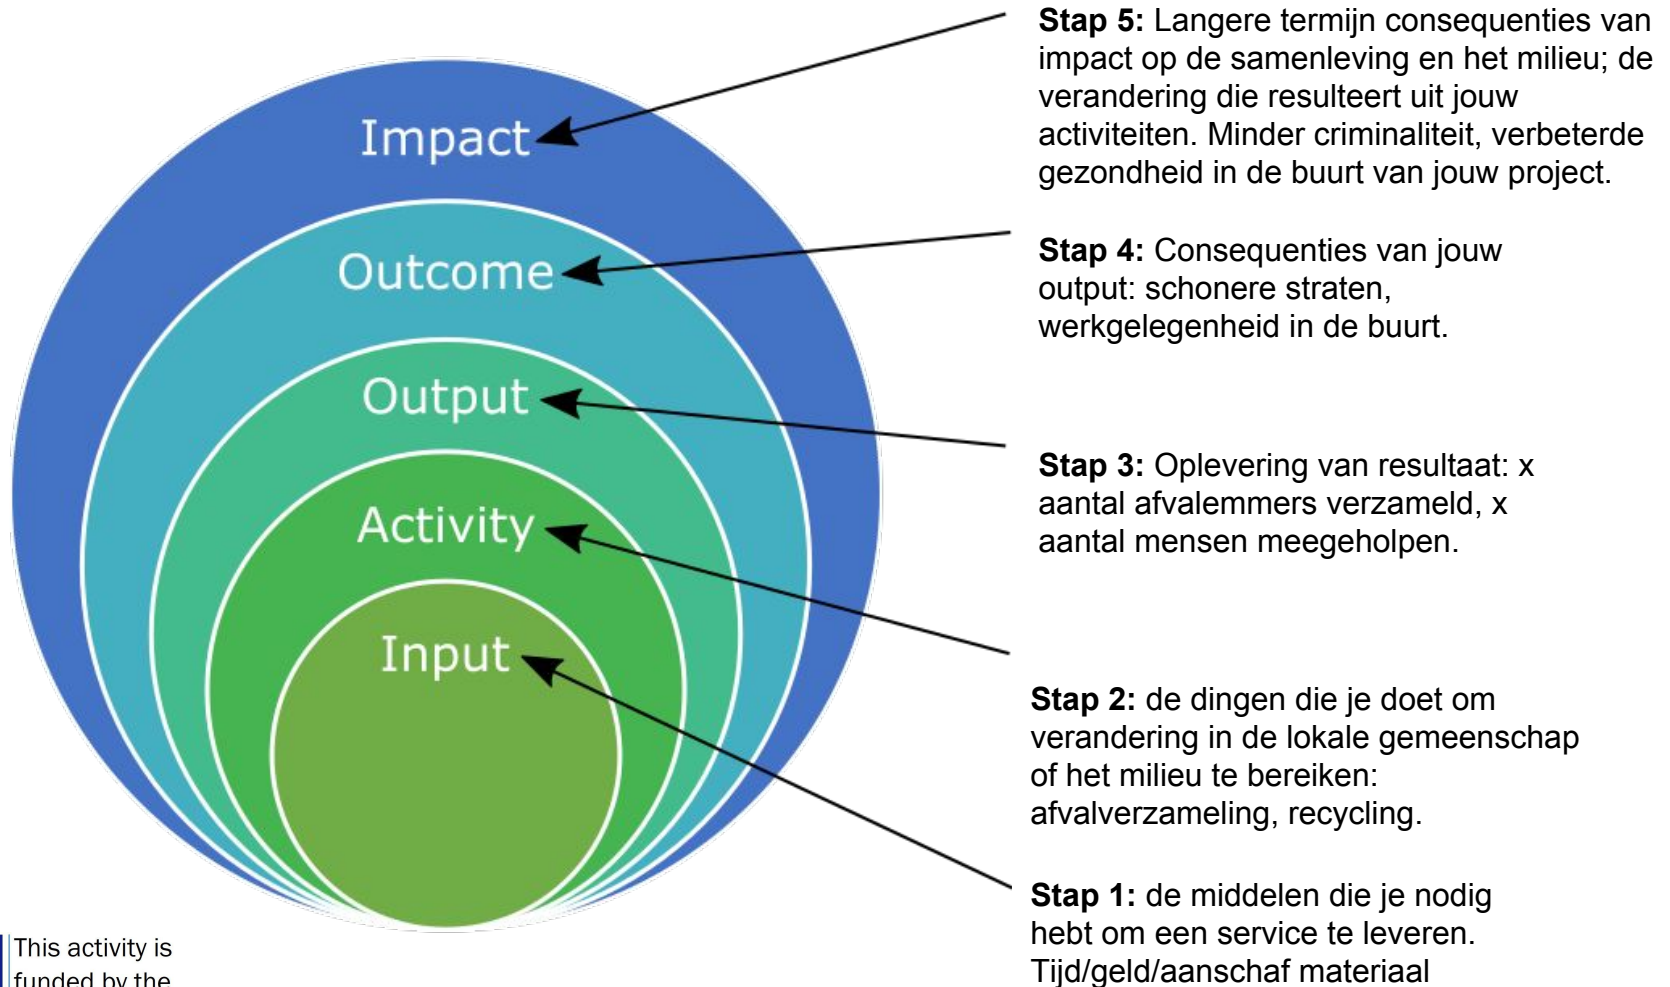 Impact
Outcome
Output
Activity
Input
Stap 5: Langere termijn consequenties van
impact op de samenleving en het milieu; de
verandering die resulteert uit jouw
activiteiten. Minder criminaliteit, verbeterde
gezondheid in de buurt van jouw project.
Stap 4: Consequenties van jouw
output: schonere straten,
werkgelegenheid in de buurt.
Stap 3: Oplevering van resultaat: x
aantal afvalemmers verzameld, x
aantal mensen meegeholpen.
Stap 2: de dingen die je doet om
verandering in de lokale gemeenschap
of het milieu te bereiken:
afvalverzameling, recycling.
Stap 1: de middelen die je nodig
hebt om een service te leveren.
Tijd/geld/aanschaf materiaal
This activity is
funded by the